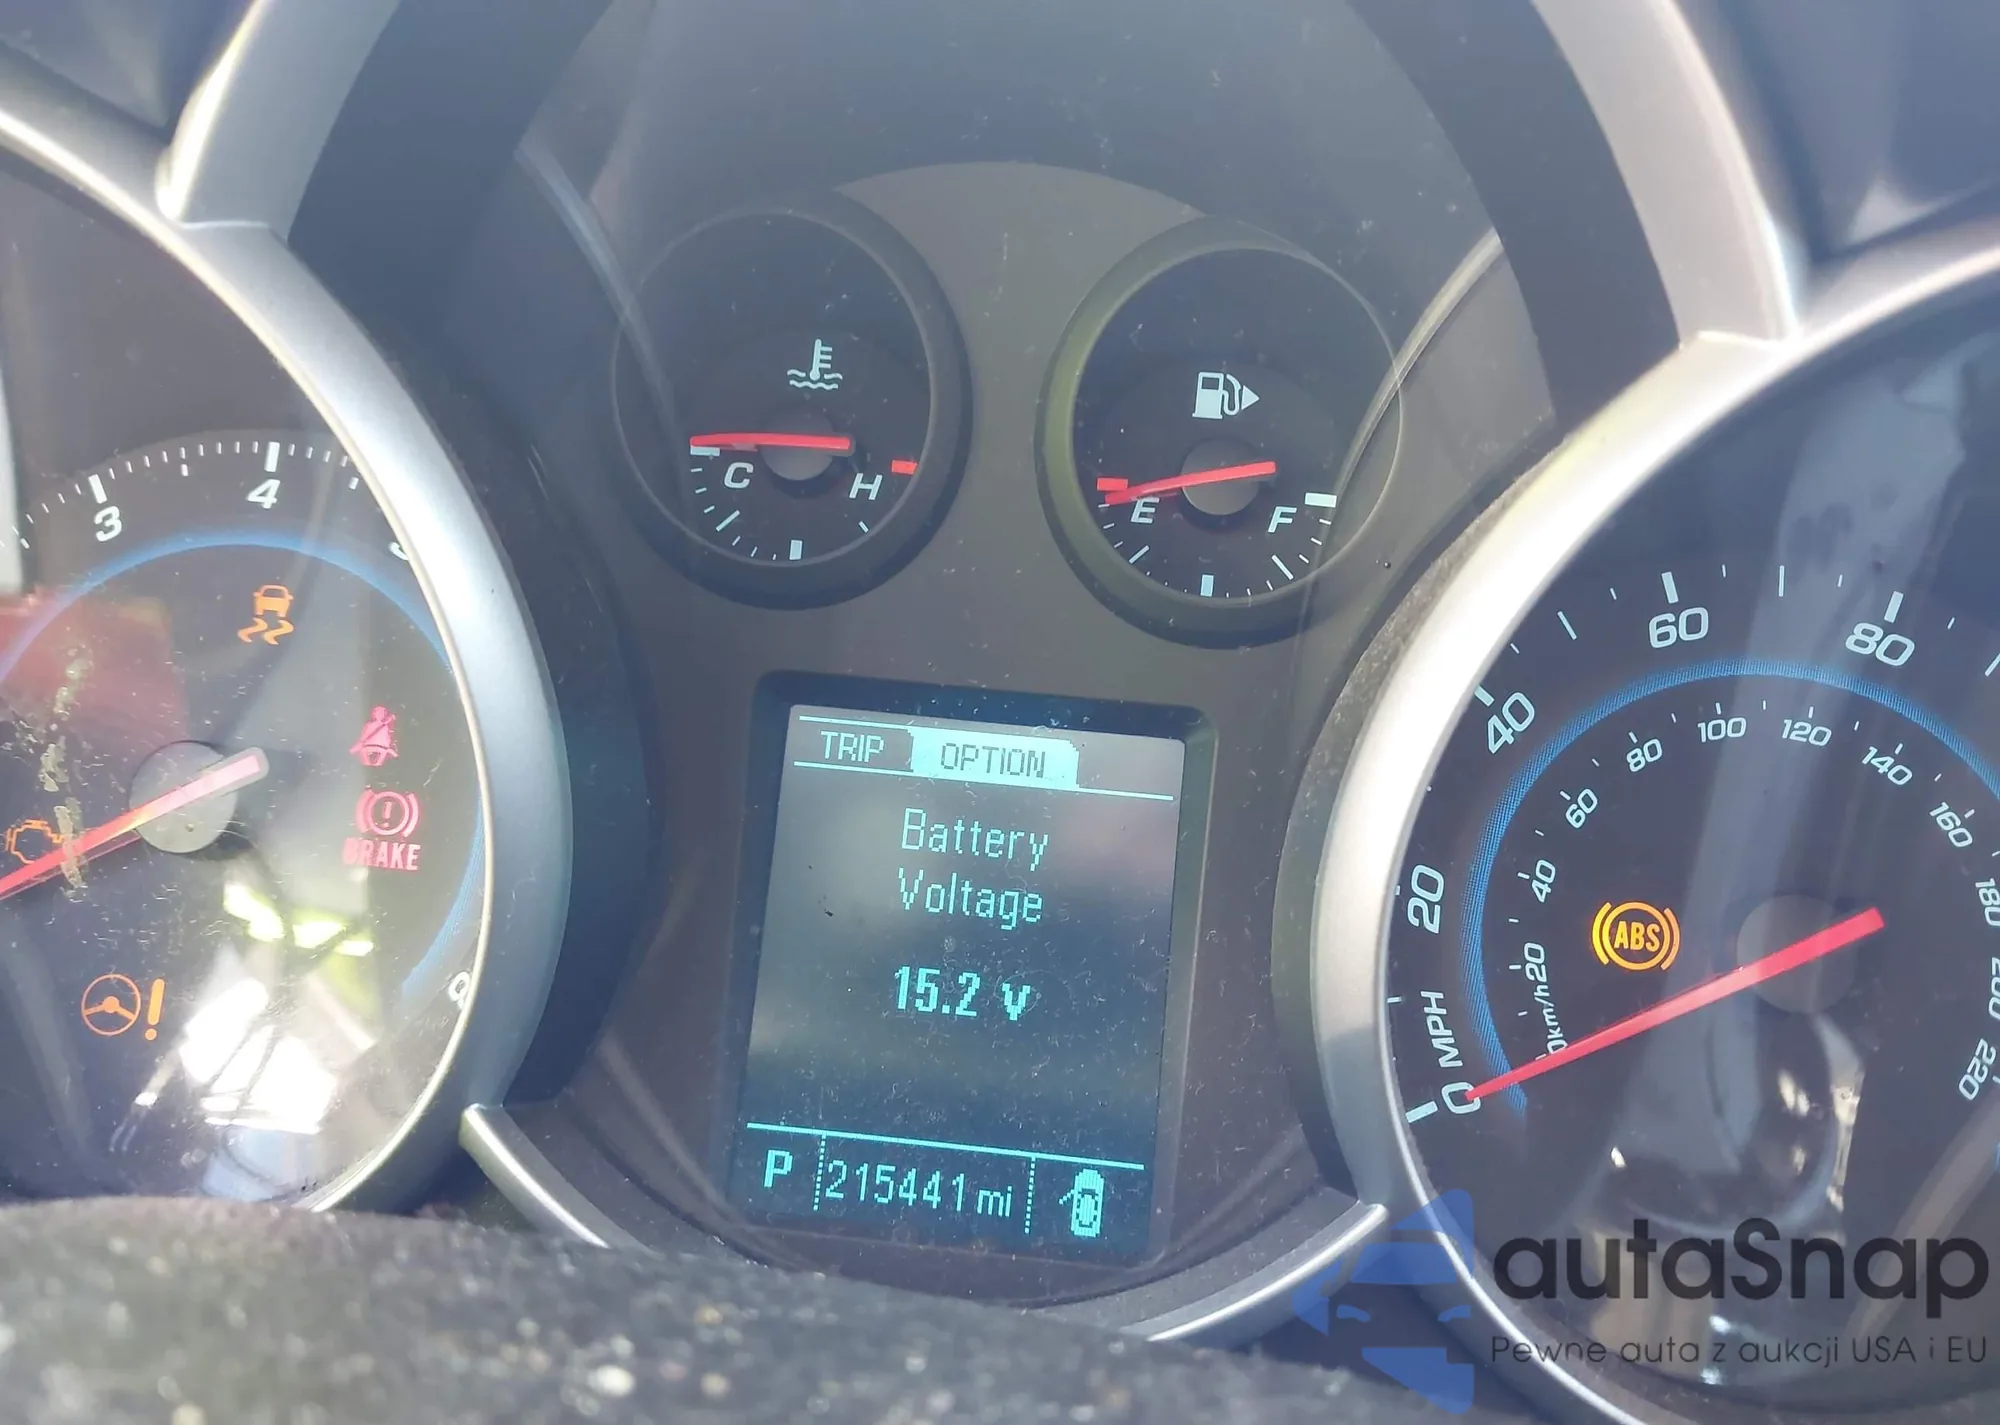 3
4
C
H
E
F
BRAKE
TRIP
OPTION
Battery
Voltage
15.2 v
P
215441 mi
0
20
40
60
80
MPH
0km/h
20
40
60
80
100
120
140
160
180
200
220
ABS
autaSnap
Pewne auta z aukcji USA i EU